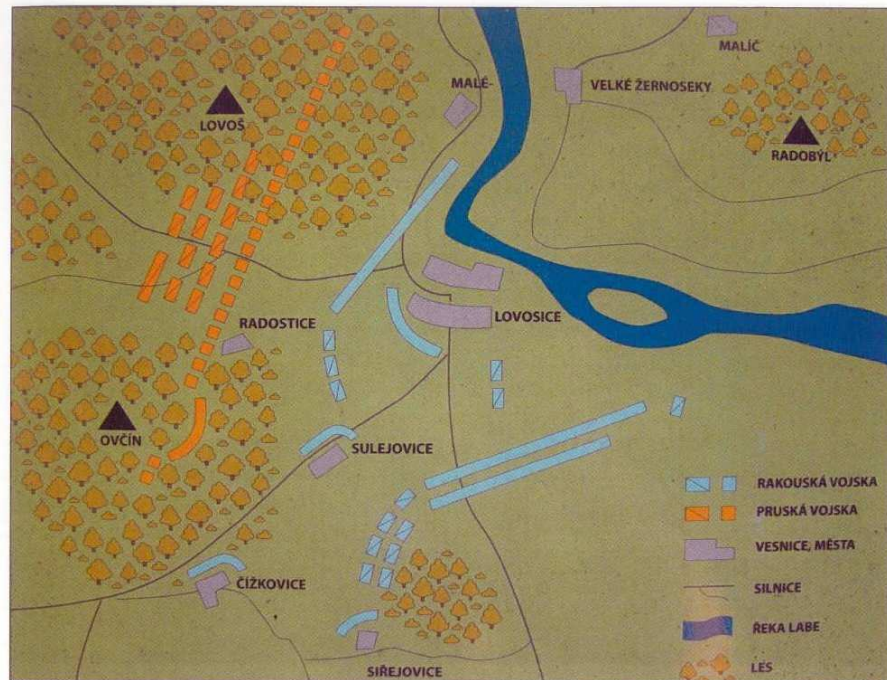 MALÍČ
MALÉ-
VELKÉ ŽERNOSEKY
LOVOŠ
RADOBÝL
LOVOSICE
RADOSTICE
OVČÍN
SULEJOVICE
ČÍŽKOVICE
SIŘEJOVICE
RAKOUSKÁ VOJSKA
PRUSKÁ VOJSKA
VESNICE, MĚSTA
SILNICE
ŘEKA LABE
LES